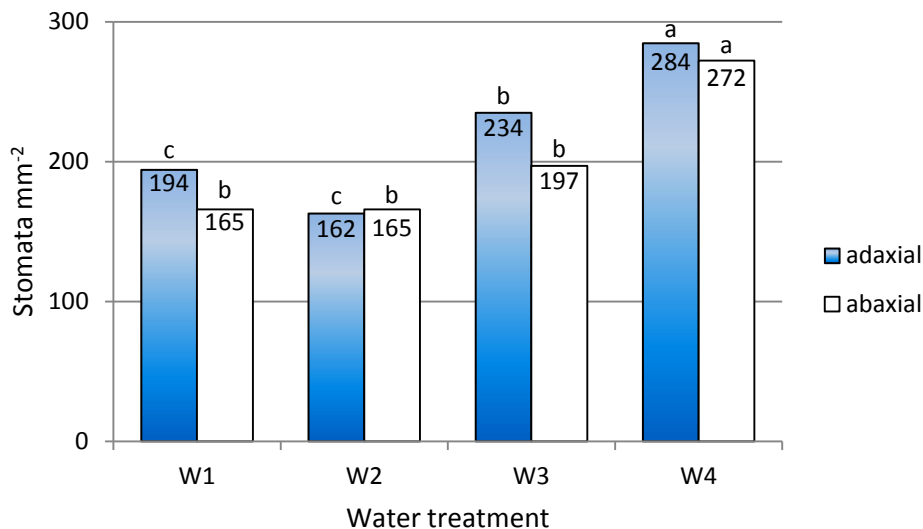 300
200
100
0
Stomata mm⁻²
c
194
b
165
c
162
b
165
b
234
b
197
a
284
a
272
W1 W2 W3 W4
Water treatment
adaxial
abaxial